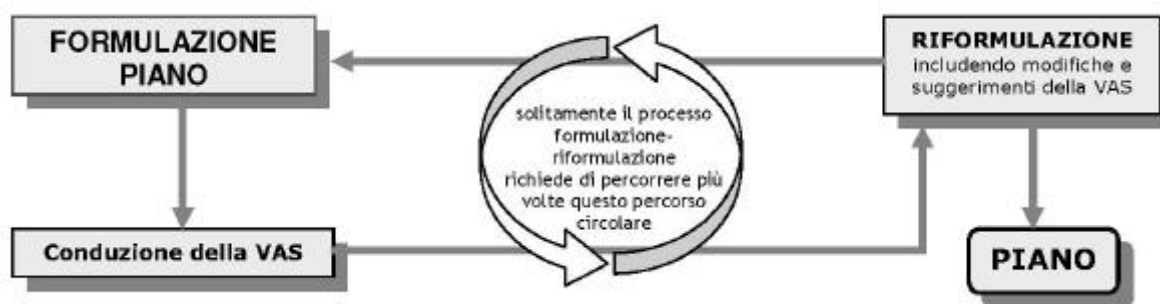 FORMULAZIONE
PIANO
RIFORMULAZIONE
includendo modifiche e
suggerimenti della VAS
solitamente il processo
formulazione-
riformulazione
richiede di percorrere più
volte questo percorso
circolare
Conduzione della VAS
PIANO